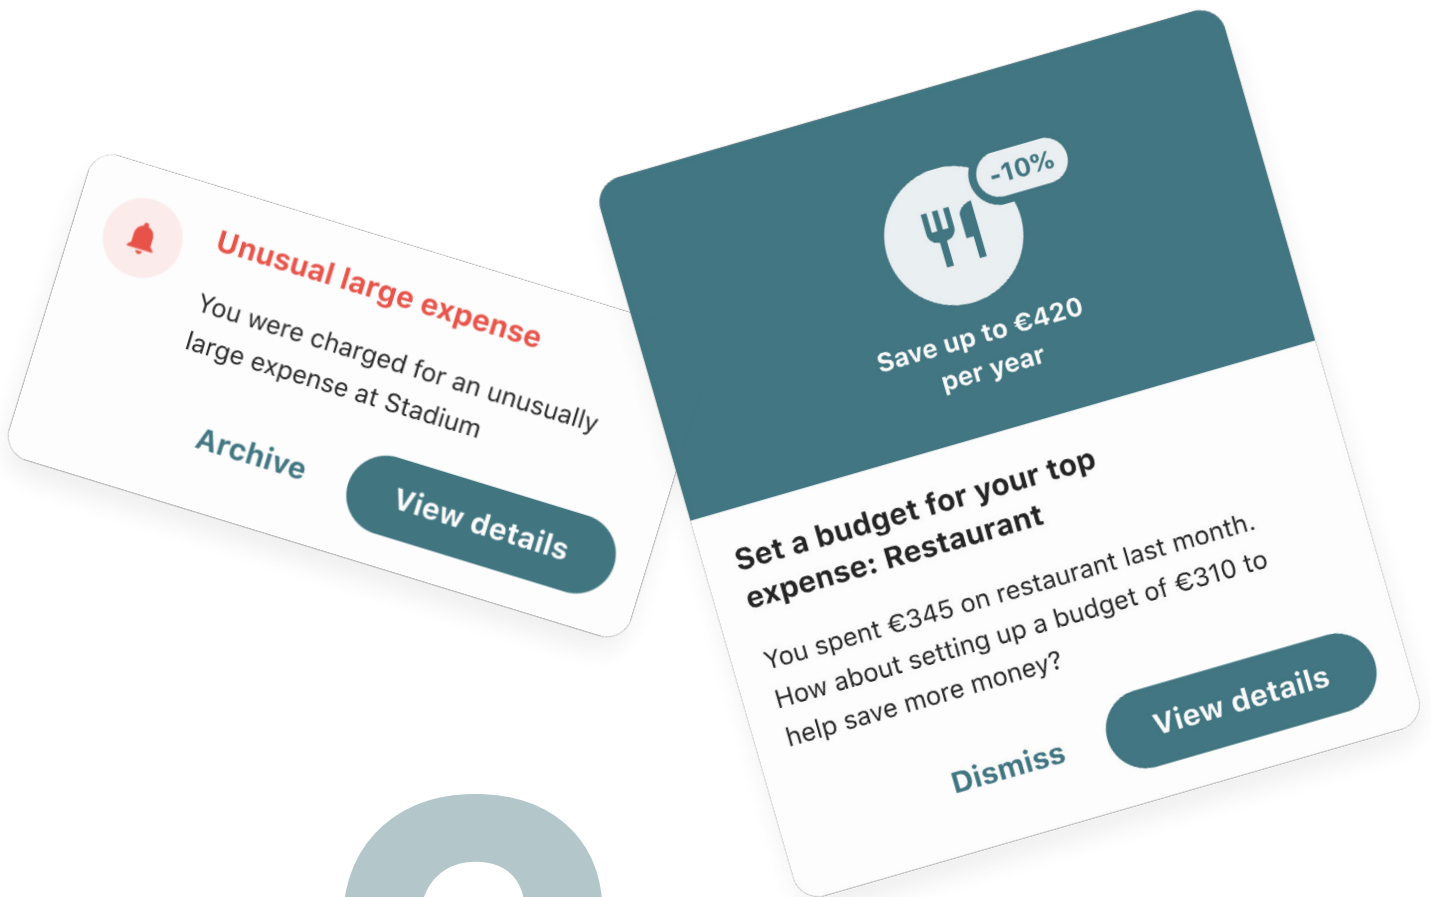 Unusual large expense
You were charged for an unusually
large expense at Stadium
Archive
View details
-10%
Save up to €420
per year
Set a budget for your top
expense: Restaurant
You spent €345 on restaurant last month.
How about setting up a budget of €310 to
help save more money?
Dismiss
View details